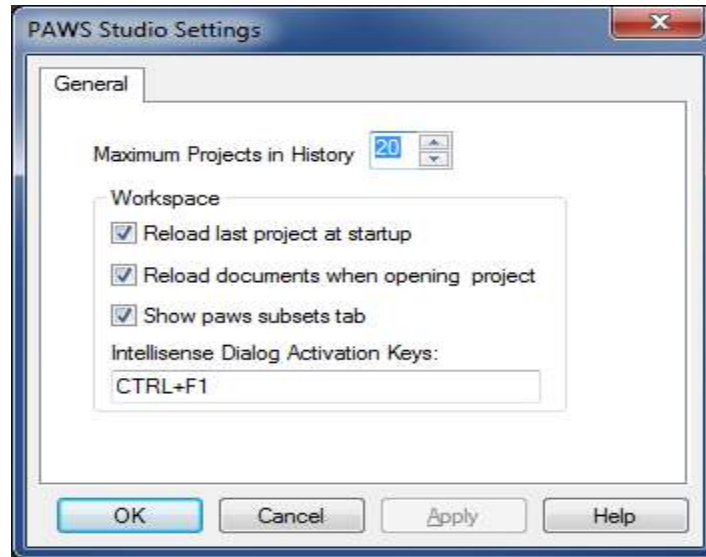 PAWS Studio Settings
General
Maximum Projects in History 20
Workspace
Reload last project at startup
Reload documents when opening project
Show paws subsets tab
Intellisense Dialog Activation Keys:
CTRL+F1
OK Cancel Apply Help